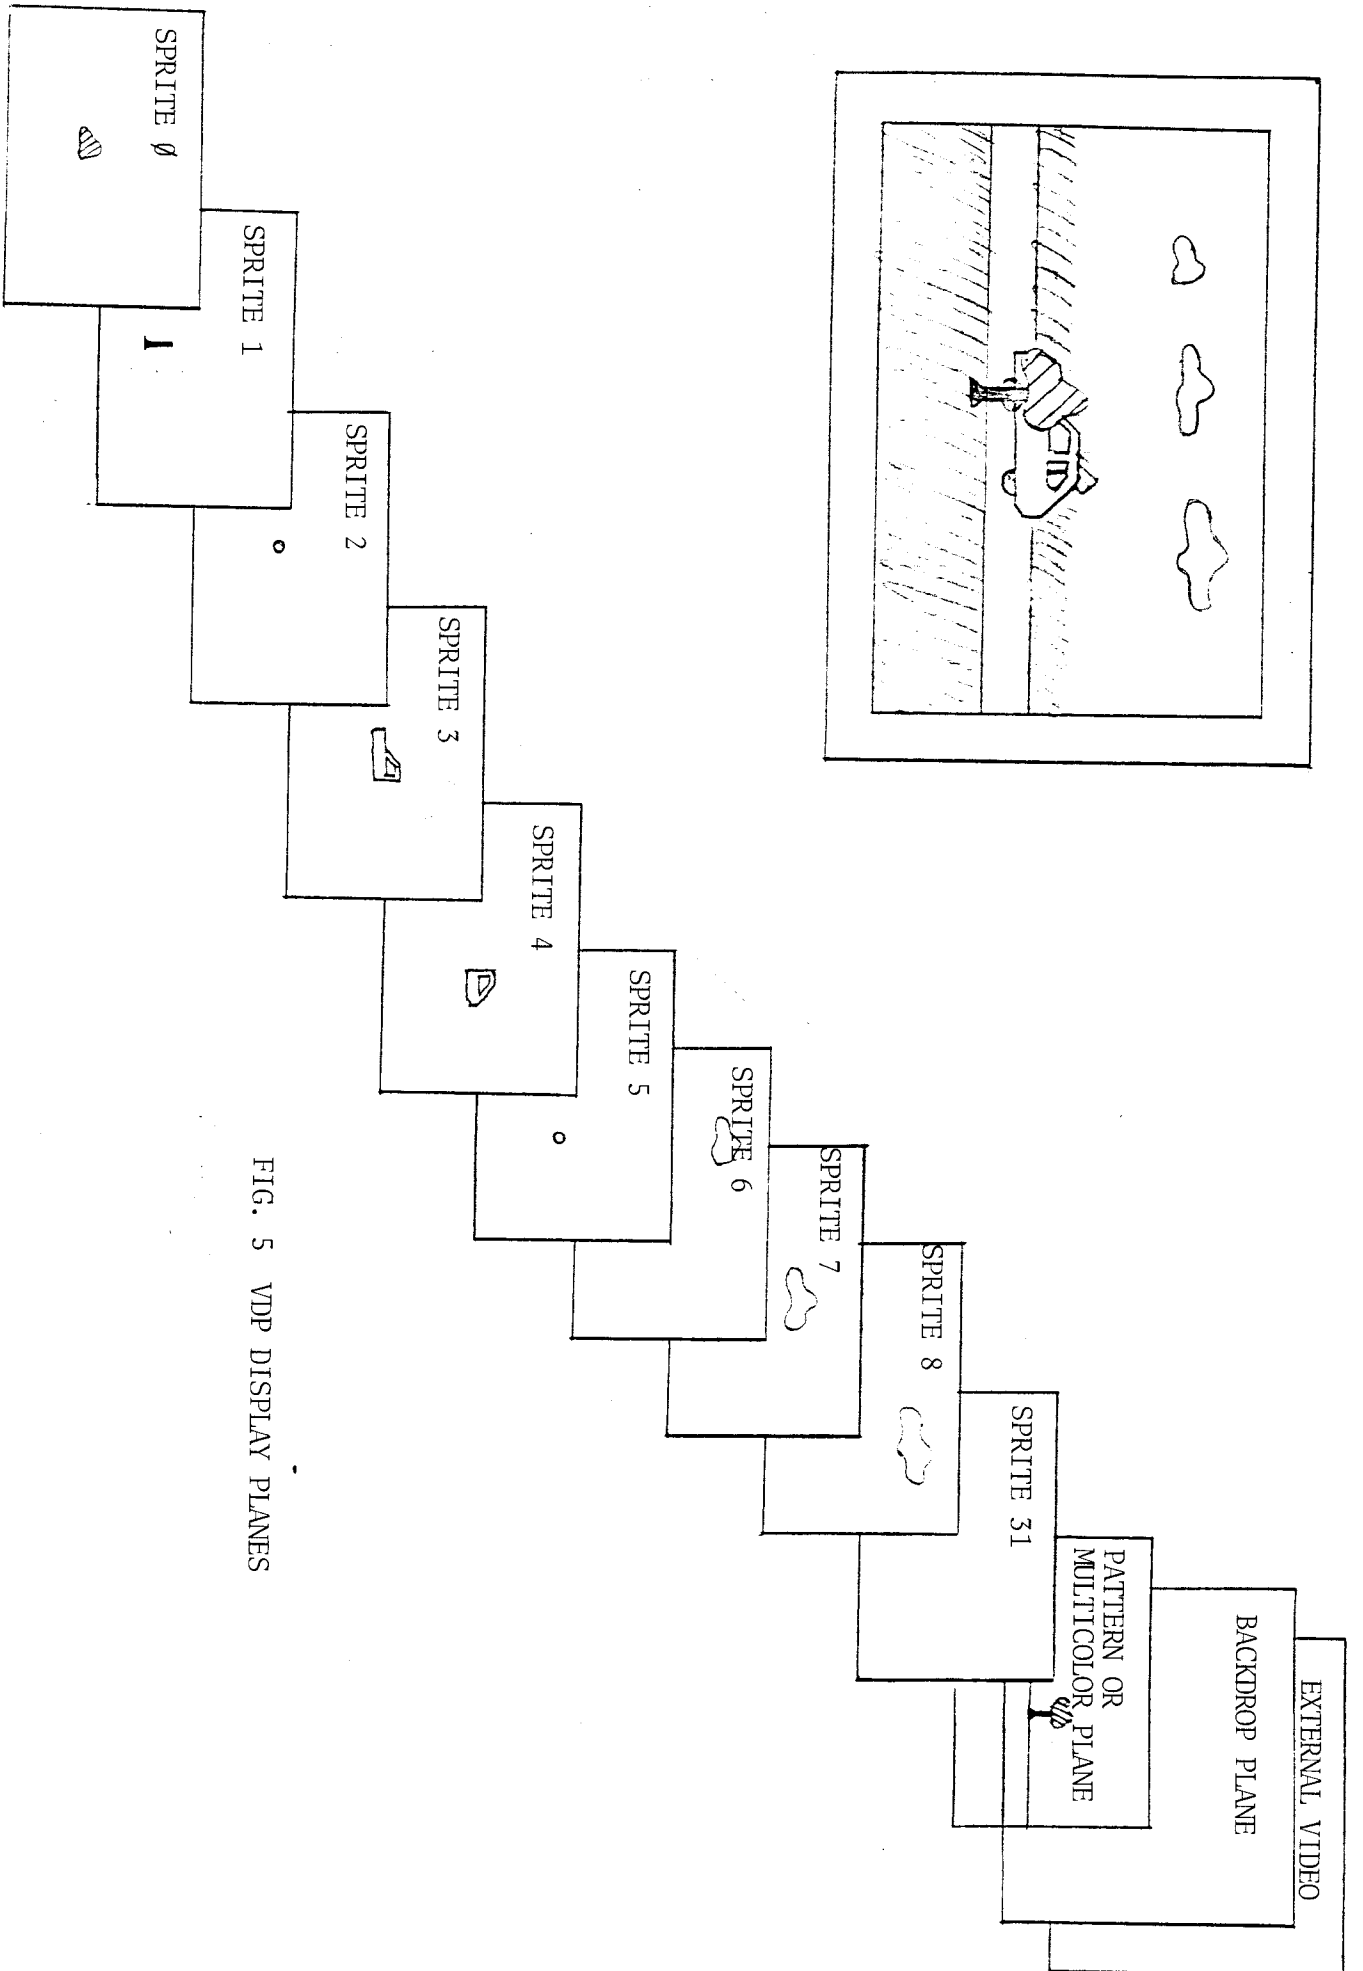 SPRITE Ø
SPRITE 1
SPRITE 2
SPRITE 3
SPRITE 4
SPRITE 5
SPRITE 6
SPRITE 7
SPRITE 8
SPRITE 31
PATTERN OR
MULTICOLOR PLANE
BACKDROP PLANE
EXTERNAL VIDEO
FIG. 5 VDP DISPLAY PLANES